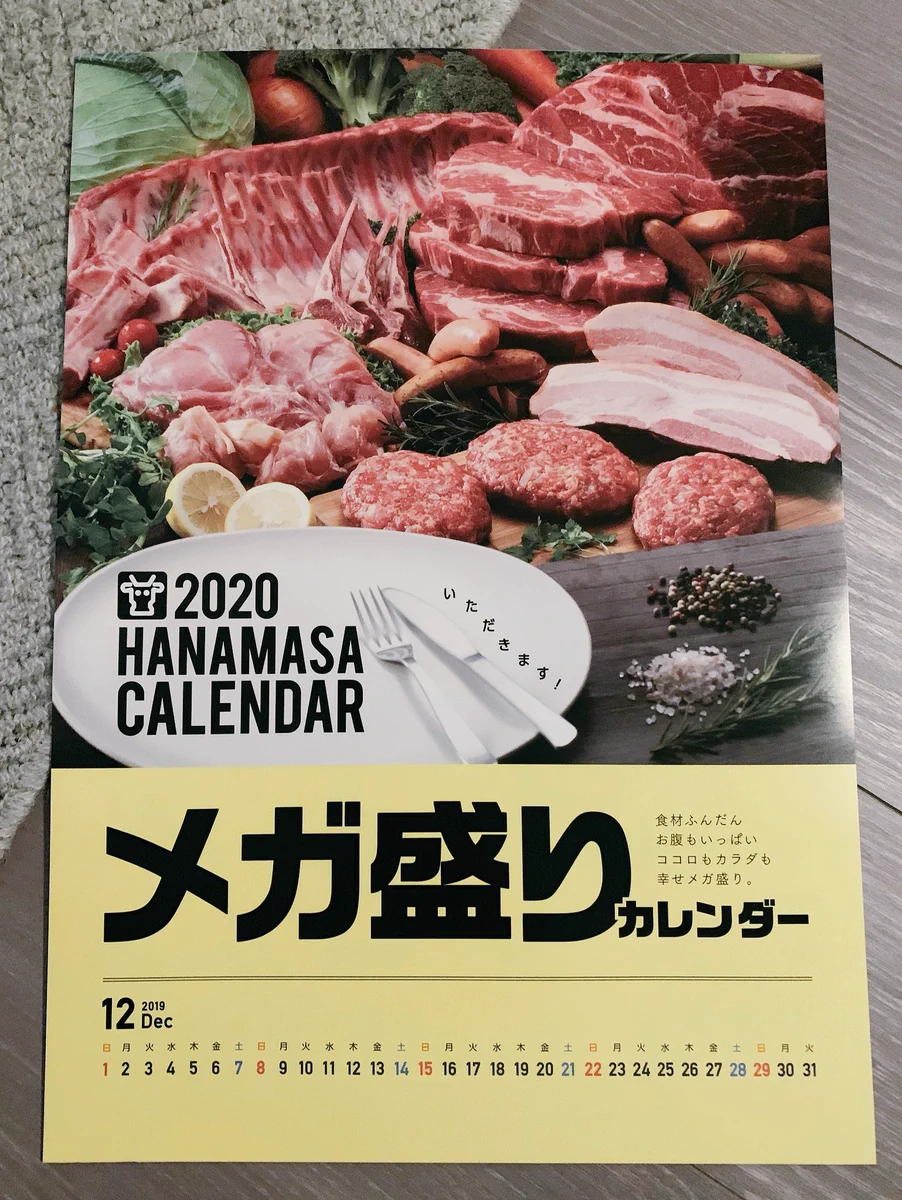 2020
HANAMASA
CALENDAR
いただきます!
メガ盛りカレンダー
食材ふんだん
お腹もいっぱい
ココロもカラダも
幸せメガ盛り。
12 2019 Dec
日 月 火 水 木 金 土 日 月 火 水 木 金 土 日 月 火 水 木 金 土 日 月 火 水 木 金 土 日 月 火
1 2 3 4 5 6 7 8 9 10 11 12 13 14 15 16 17 18 19 20 21 22 23 24 25 26 27 28 29 30 31